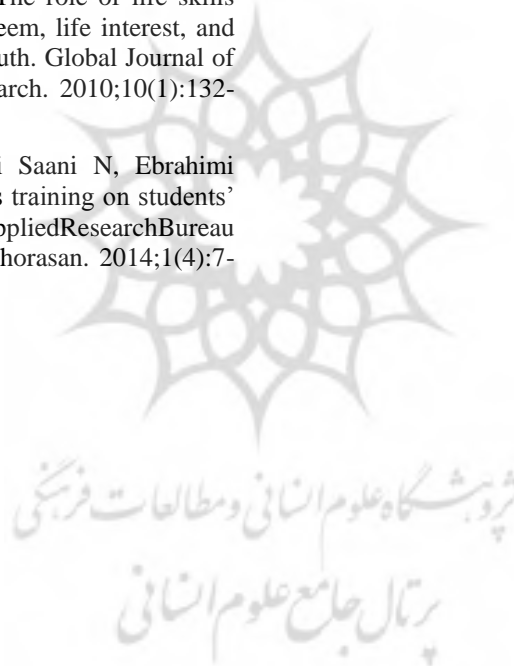 The role of life skills
eem, life interest, and
uth. Global Journal of
arch. 2010;10(1):132-
i Saani N, Ebrahimi
s training on students'
ppliedResearchBureau
horasan. 2014;1(4):7-
پژوهشگاه علوم انسانی و مطالعات فرهنگی
پرتال جامع علوم انسانی